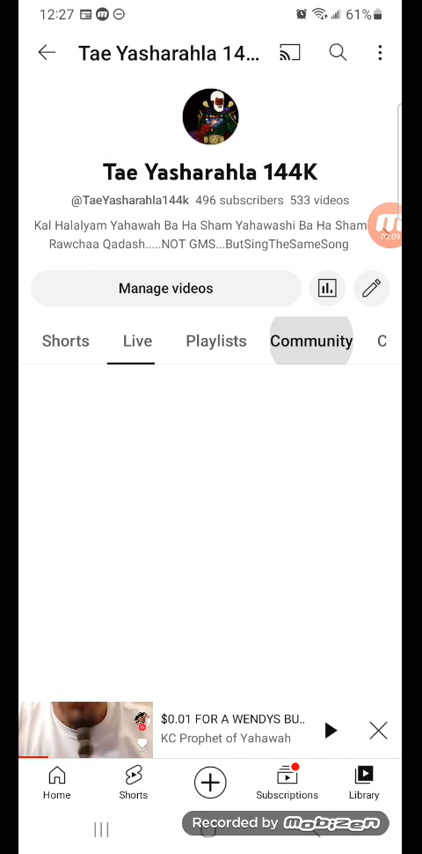 12:27 61%
Tae Yasharahla 14...
Tae Yasharahla 144K
@TaeYasharahla144k 496 subscribers 533 videos
Kal Halalyam Yahawah Ba Ha Sham Yahawashi Ba Ha Sham
Rawchaa Qadash.....NOT GMS...ButSingTheSameSong
02:09
Manage videos
Shorts Live Playlists Community C
$0.01 FOR A WENDYS BU..
KC Prophet of Yahawah
Home Shorts Subscriptions Library
Recorded by mobizen